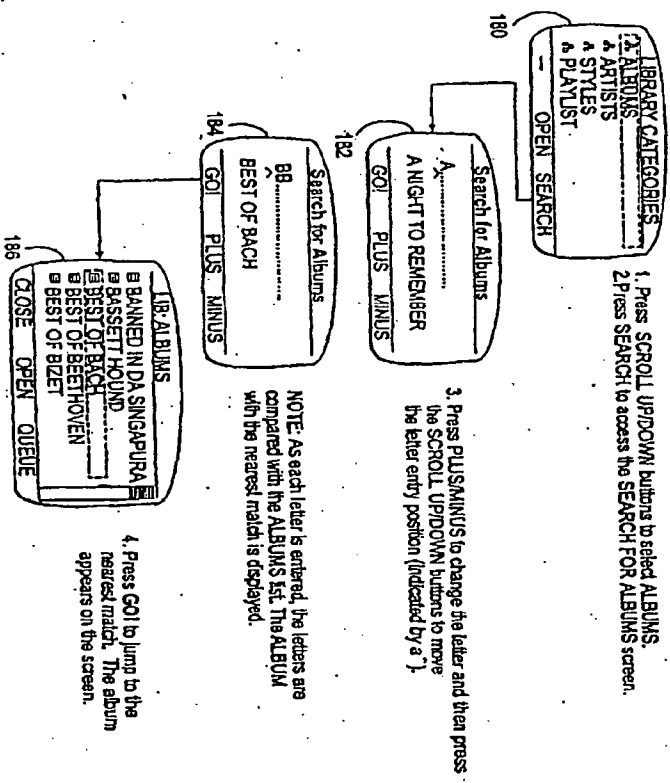 180
LIBRARY CATEGORIES
ALBUMS
ARTISTS
STYLES
PLAYLIST
— OPEN SEARCH
1. Press SCROLL UP/DOWN buttons to select ALBUMS.
2. Press SEARCH to access the SEARCH FOR ALBUMS screen.
182
Search for Albums
A
A NIGHT TO REMEMBER
GO! PLUS MINUS
3. Press PLUS/MINUS to change the letter and then press
the SCROLL UP/DOWN buttons to move
the letter entry position (indicated by a ^).
184
Search for Albums
BB
BEST OF BACH
GO! PLUS MINUS
NOTE: As each letter is entered, the letters are
compared with the ALBUMS list. The ALBUM
with the nearest match is displayed.
186
LIB: ALBUMS
BANNED IN DA SINGAPURA
BASSETT HOUND
BEST OF BACH
BEST OF BEETHOVEN
BEST OF BIZET
CLOSE OPEN QUEUE
4. Press GO! to jump to the
nearest match. The album
appears on the screen.